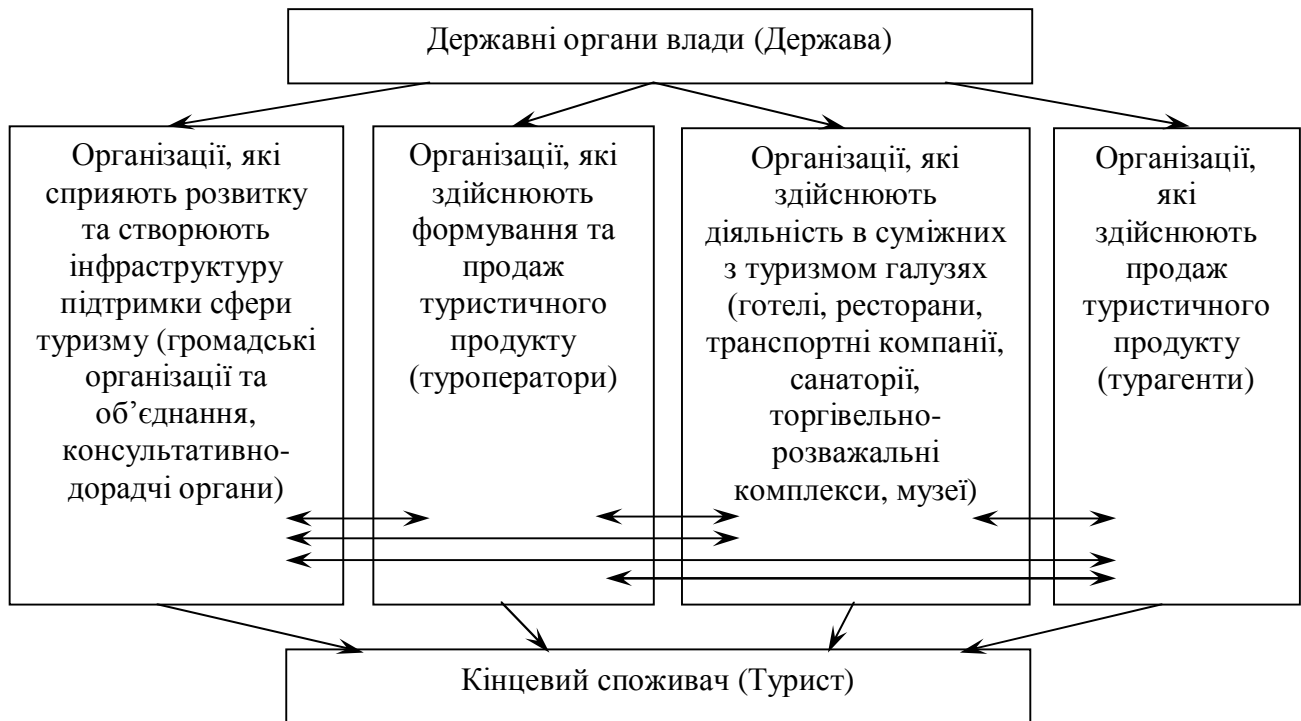 Державні органи влади (Держава)
Організації, які
сприяють розвитку
та створюють
інфраструктуру
підтримки сфери
туризму (громадські
організації та
об’єднання,
консультативно-
дорадчі органи)
Організації, які
здійснюють
формування та
продаж
туристичного
продукту
(туроператори)
Організації, які
здійснюють
діяльність в суміжних
з туризмом галузях
(готелі, ресторани,
транспортні компанії,
санаторії,
торгівельно-
розважальні
комплекси, музеї)
Організації,
які
здійснюють
продаж
туристичного
продукту
(турагенти)
Кінцевий споживач (Турист)